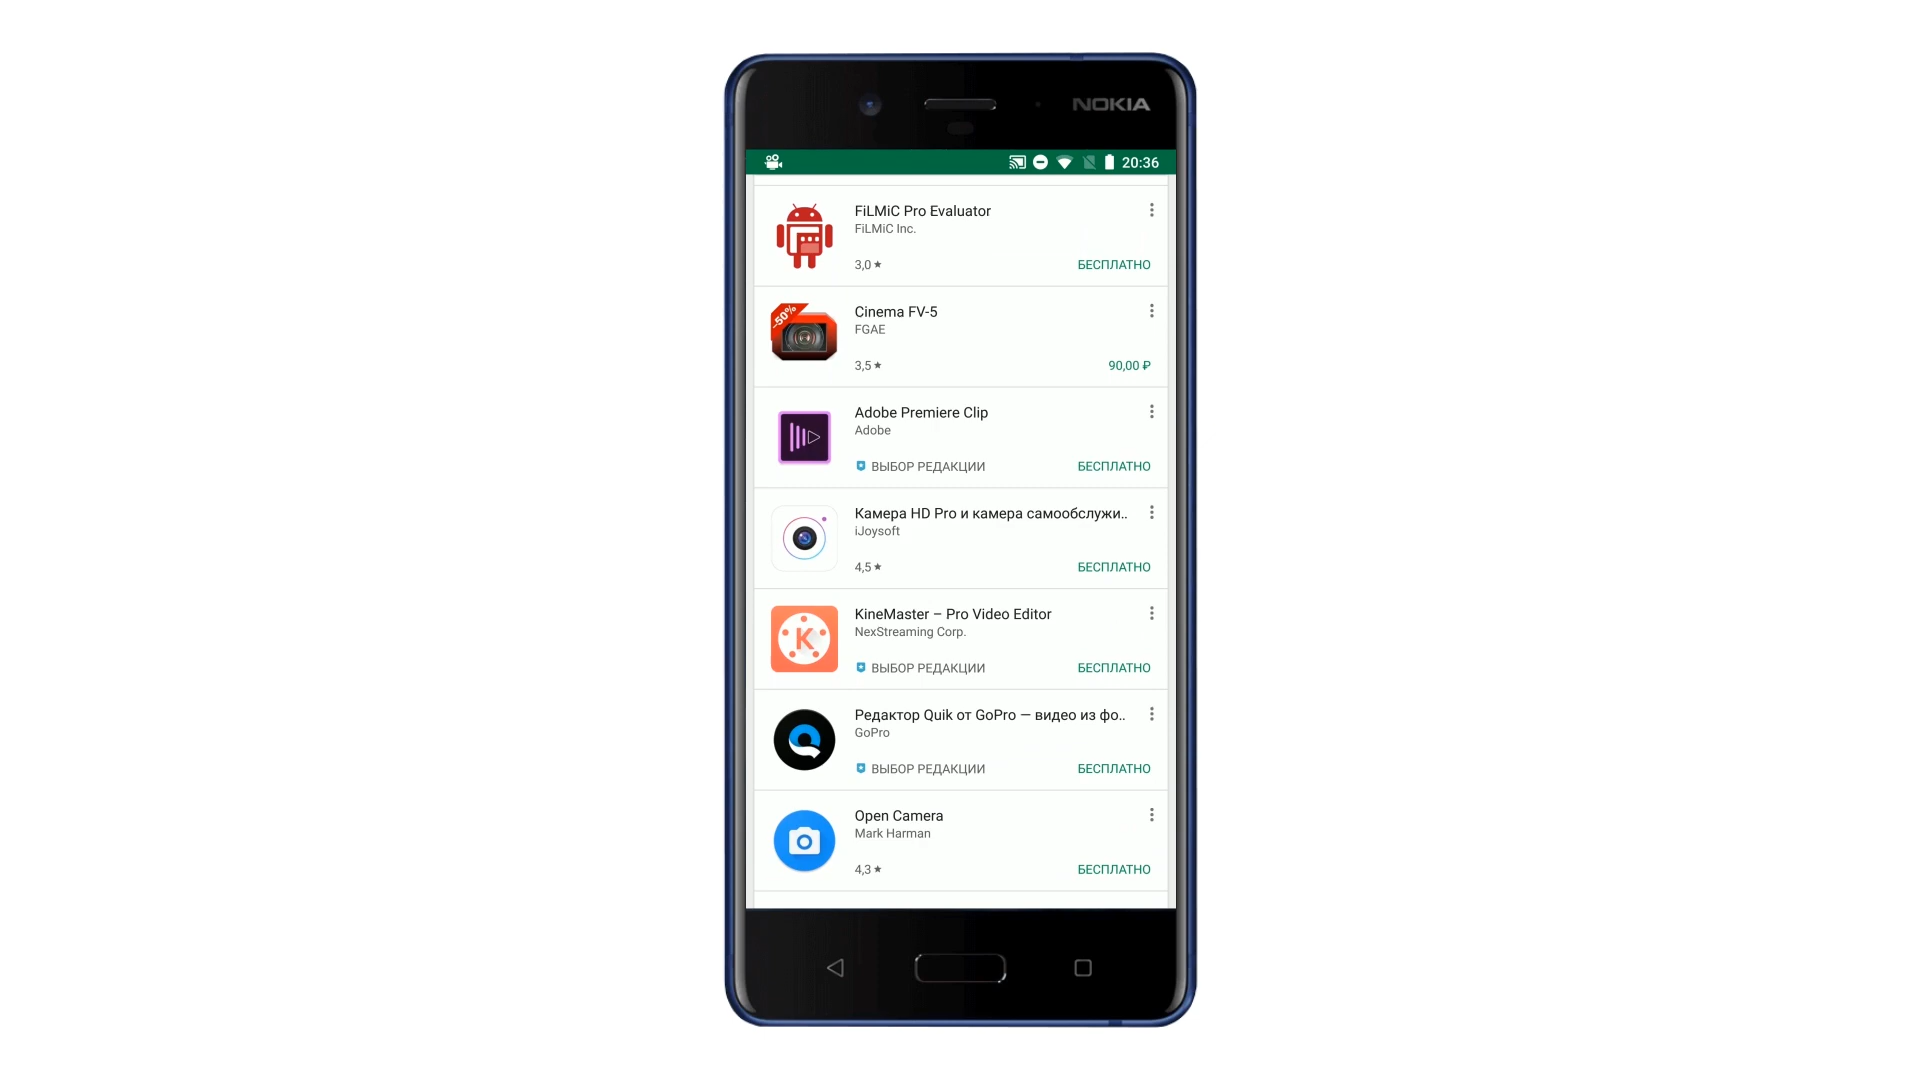 NOKIA
20:36
FiLMiC Pro Evaluator
FiLMiC Inc.
3,0 ★ БЕСПЛАТНО
-50%
Cinema FV-5
FGAE
3,5 ★ 90,00 ₽
Adobe Premiere Clip
Adobe
ВЫБОР РЕДАКЦИИ БЕСПЛАТНО
Камера HD Pro и камера самообслужи..
iJoysoft
4,5 ★ БЕСПЛАТНО
KineMaster – Pro Video Editor
K
NexStreaming Corp.
ВЫБОР РЕДАКЦИИ БЕСПЛАТНО
Редактор Quik от GoPro — видео из фо..
GoPro
ВЫБОР РЕДАКЦИИ БЕСПЛАТНО
Open Camera
Mark Harman
4,3 ★ БЕСПЛАТНО